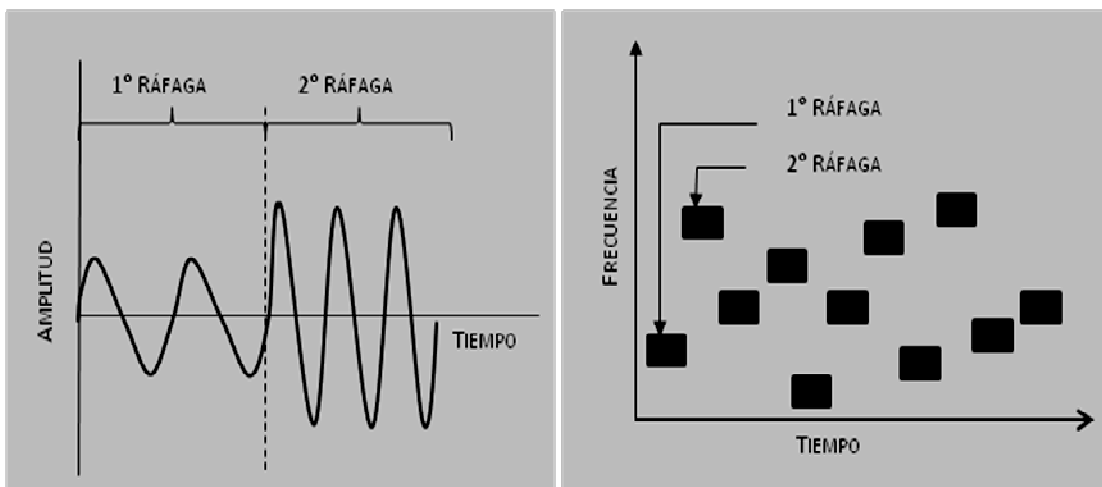 1º RÁFAGA
2º RÁFAGA
AMPLITUD
TIEMPO
1º RÁFAGA
2º RÁFAGA
FRECUENCIA
TIEMPO